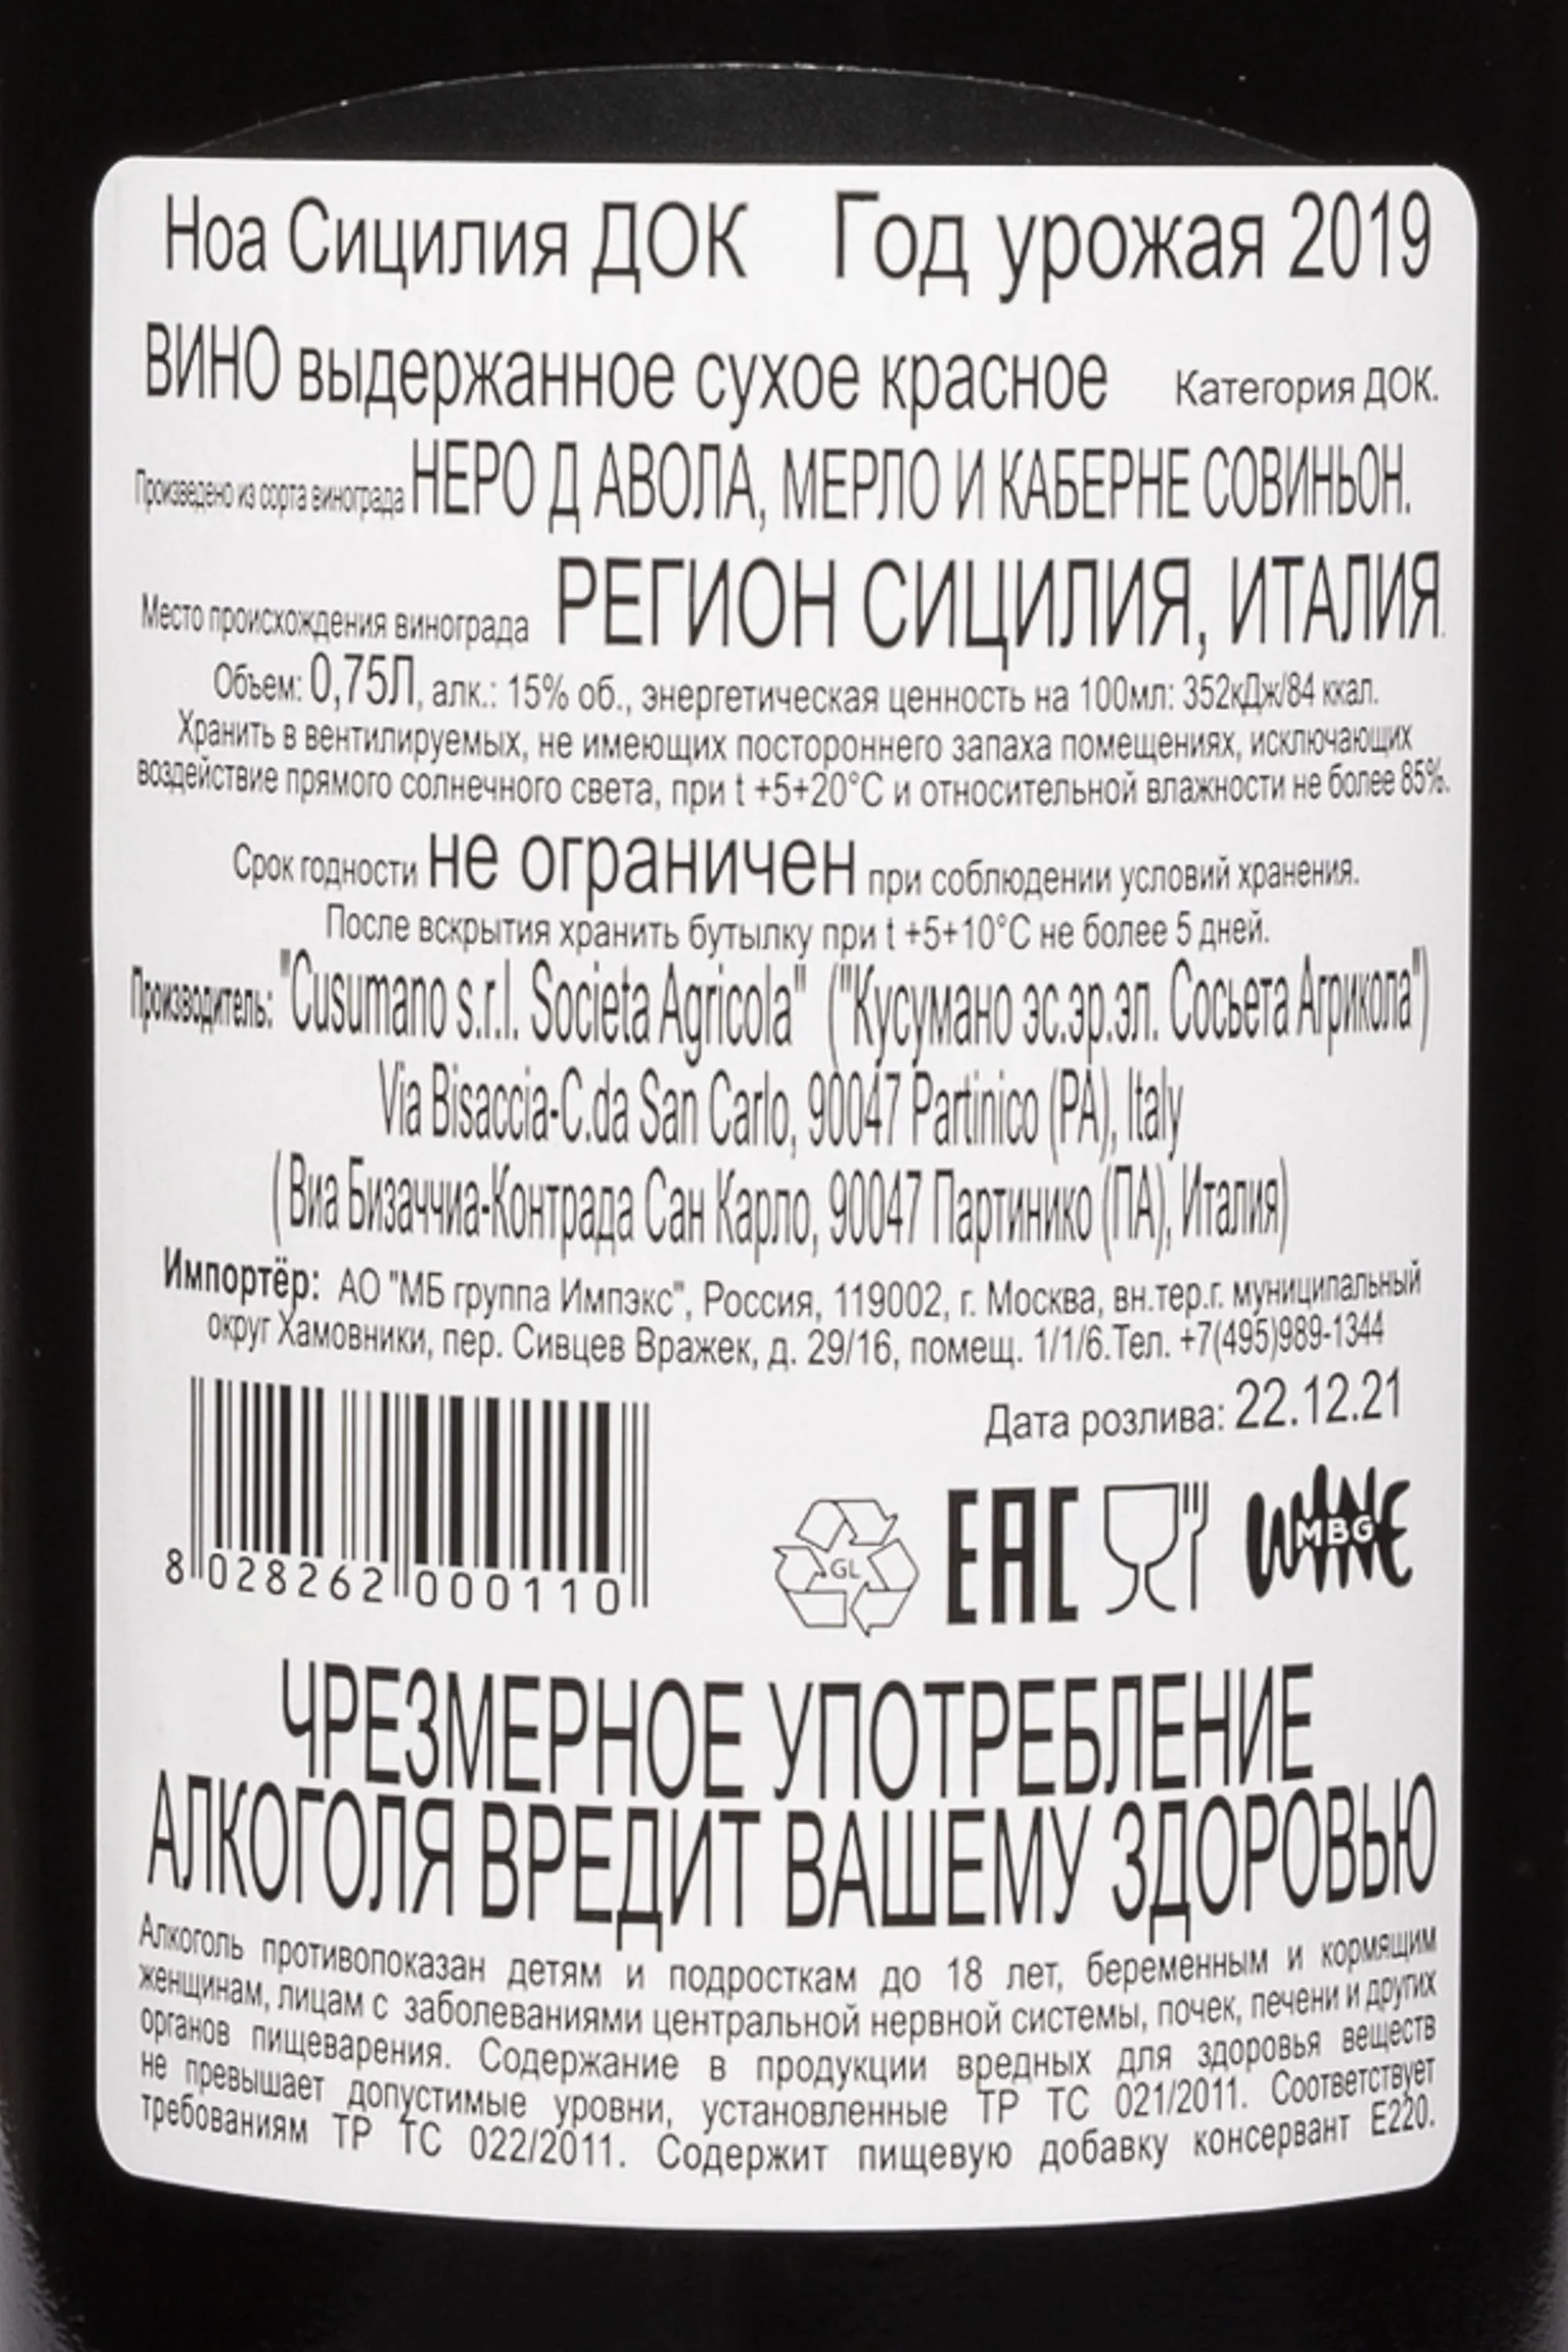 Ноа Сицилия ДОК Год урожая 2019
ВИНО выдержанное сухое красное Категория ДОК.
Произведено из сорта винограда НЕРО Д АВОЛА, МЕРЛО И КАБЕРНЕ СОВИНЬОН.
Место происхождения винограда РЕГИОН СИЦИЛИЯ, ИТАЛИЯ.
Объем: 0,75Л, алк.: 15% об., энергетическая ценность на 100мл: 352кДж/84 ккал.
Хранить в вентилируемых, не имеющих постороннего запаха помещениях, исключающих
воздействие прямого солнечного света, при t +5+20°C и относительной влажности не более 85%.
Срок годности не ограничен при соблюдении условий хранения.
После вскрытия хранить бутылку при t +5+10°C не более 5 дней.
Производитель: "Cusumano s.r.l. Societa Agricola" ("Кусумано эс.эр.эл. Сосьета Агрикола")
Via Bisaccia-C.da San Carlo, 90047 Partinico (PA), Italy
( Виа Бизаччиа-Контрада Сан Карло, 90047 Партинико (ПА), Италия)
Импортёр: АО "МБ группа Импэкс", Россия, 119002, г. Москва, вн.тер.г. муниципальный
округ Хамовники, пер. Сивцев Вражек, д. 29/16, помещ. 1/1/6.Тел. +7(495)989-1344
Дата розлива: 22.12.21
8 028262 000110
GL EAC WINE MBG
ЧРЕЗМЕРНОЕ УПОТРЕБЛЕНИЕ
АЛКОГОЛЯ ВРЕДИТ ВАШЕМУ ЗДОРОВЬЮ
Алкоголь противопоказан детям и подросткам до 18 лет, беременным и кормящим
женщинам, лицам с заболеваниями центральной нервной системы, почек, печени и других
органов пищеварения. Содержание в продукции вредных для здоровья веществ
не превышает допустимые уровни, установленные ТР ТС 021/2011. Соответствует
требованиям ТР ТС 022/2011. Содержит пищевую добавку консервант Е220.